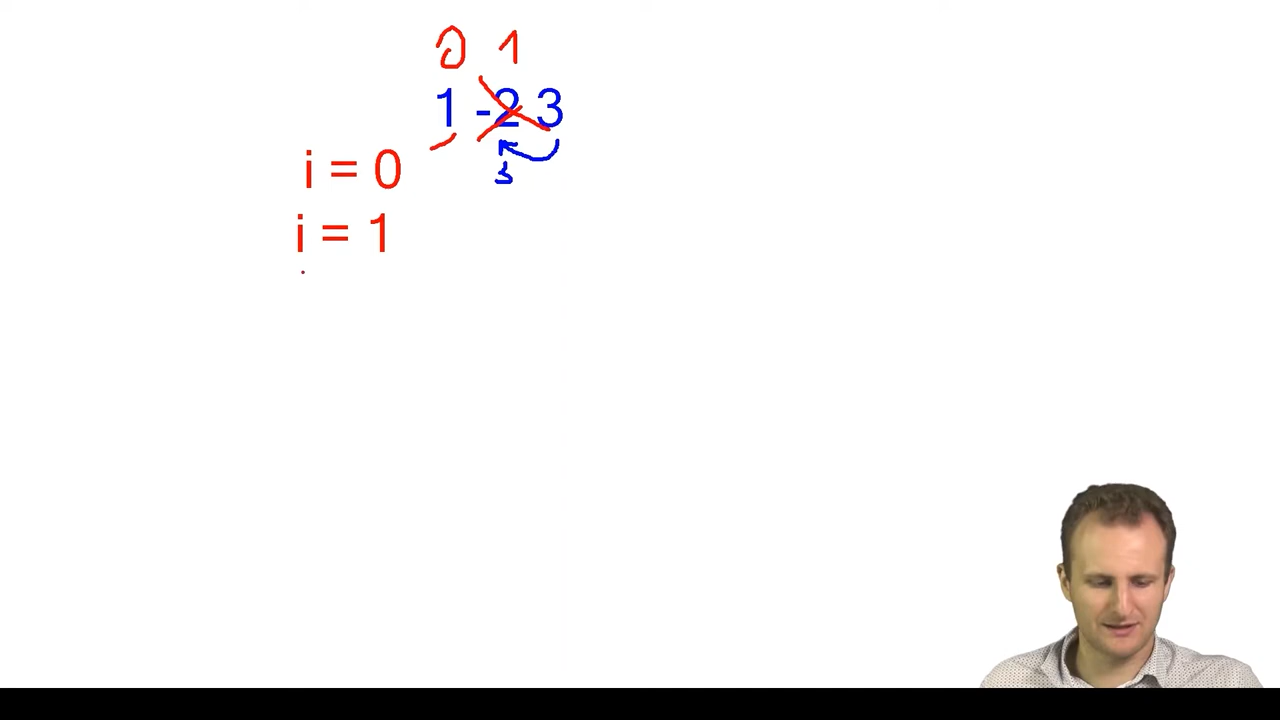 0 1
1 -2 3
3
i = 0
i = 1